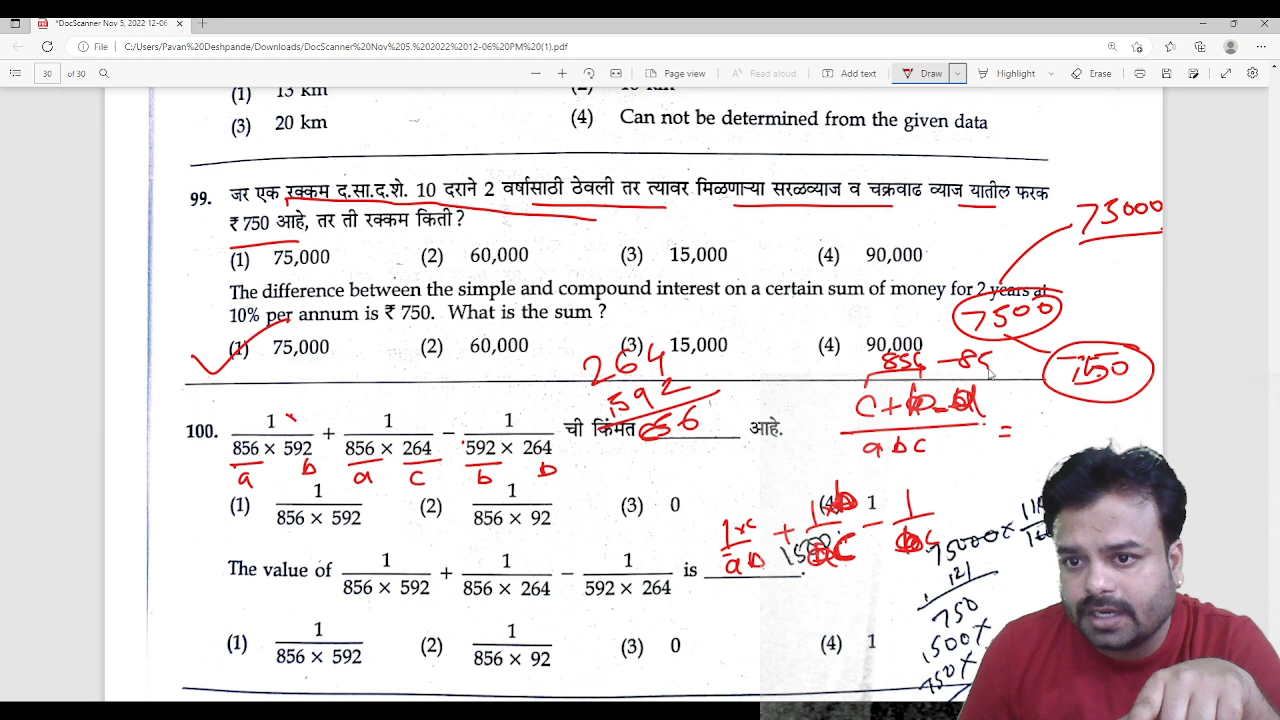 *DocScanner Nov 5, 2022 12-06
File C:/Users/Pavan%20Deshpande/Downloads/DocScanner%20Nov%205,%202022%2012-06%20PM%20(1).pdf
30 of 30 Page view Read aloud Add text Draw Highlight Erase
(1) 13 km
(3) 20 km (4) Can not be determined from the given data
99. जर एक रक्कम द.सा.द.शे. 10 दराने 2 वर्षासाठी ठेवली तर त्यावर मिळणाऱ्या सरळव्याज व चक्रवाढ व्याज यातील फरक
₹ 750 आहे, तर ती रक्कम किती ?
75000
(1) 75,000 (2) 60,000 (3) 15,000 (4) 90,000
The difference between the simple and compound interest on a certain sum of money for 2 years at
10% per annum is ₹ 750. What is the sum ?
7500
(1) 75,000 (2) 60,000 (3) 15,000 (4) 90,000
750
264
592
856
856 - 85
100. 1/(856 × 592) + 1/(856 × 264) − 1/(592 × 264) ची किंमत ________ आहे.
a b a c b b
a b c =
(1) 1/(856 × 592) (2) 1/(856 × 92) (3) 0 (4) 1
The value of 1/(856 × 592) + 1/(856 × 264) − 1/(592 × 264) is ________.
75000 ×
121
750
1500×
750×
(1) 1/(856 × 592) (2) 1/(856 × 92) (3) 0 (4) 1